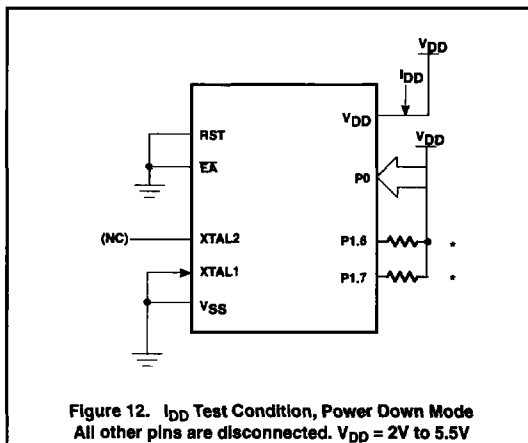 VDD
IDD
VDD
VDD
RST
EA
P0
(NC)
XTAL2
P1.6
*
XTAL1
P1.7
*
VSS
Figure 12. IDD Test Condition, Power Down Mode
All other pins are disconnected. VDD = 2V to 5.5V